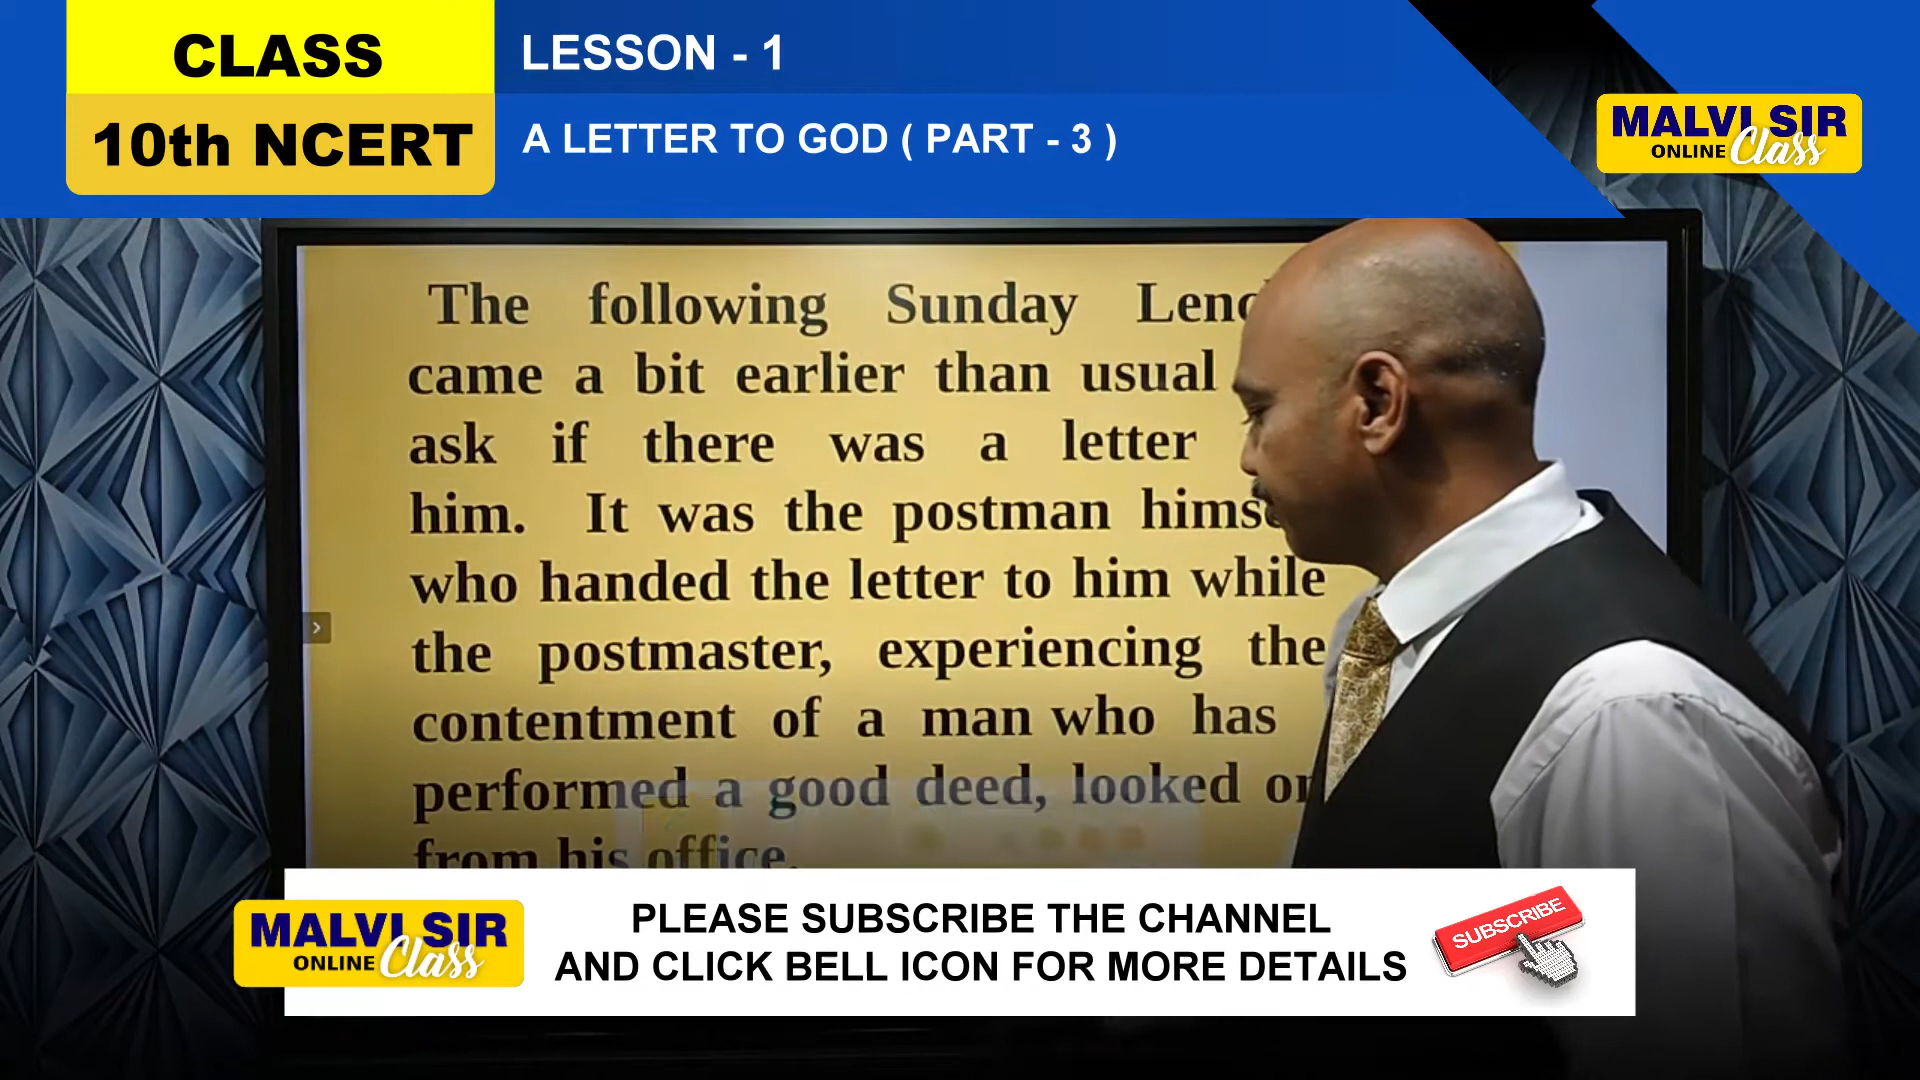 CLASS
10th NCERT
LESSON - 1
A LETTER TO GOD ( PART - 3 )
MALVI SIR
ONLINE Class
The following Sunday
came a bit earlier than usual
ask if there was a letter
him. It was the postman
who handed the letter to him while
the postmaster, experiencing the
contentment of a man who has
performed a good deed, looked
from his office.
MALVI SIR
ONLINE Class
PLEASE SUBSCRIBE THE CHANNEL
AND CLICK BELL ICON FOR MORE DETAILS
SUBSCRIBE